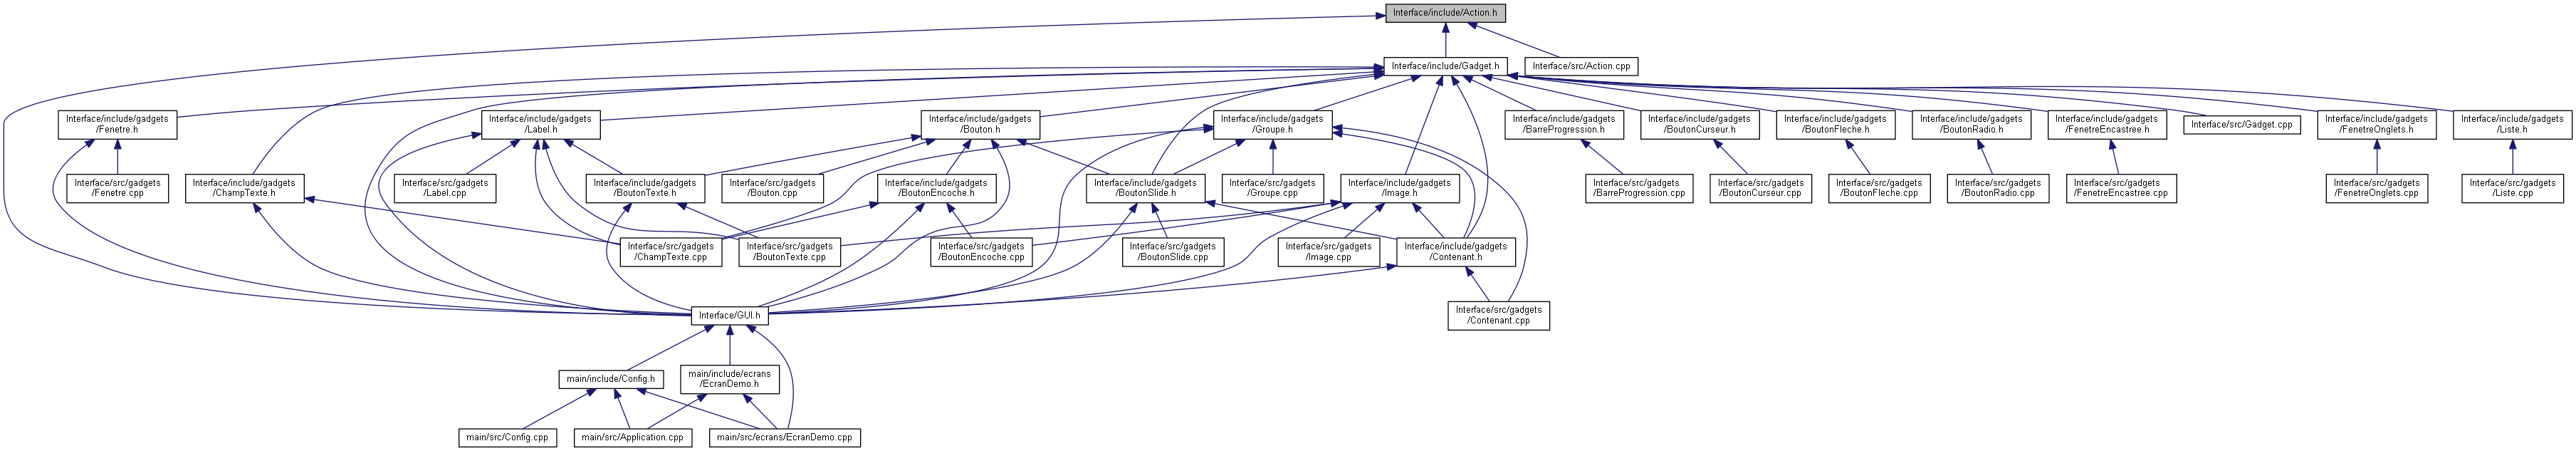 Interface/include/Action.h
Interface/include/Gadget.h
Interface/src/Action.cpp
Interface/include/gadgets
/Fenetre.h
Interface/include/gadgets
/Label.h
Interface/include/gadgets
/Bouton.h
Interface/include/gadgets
/Groupe.h
Interface/include/gadgets
/BarreProgression.h
Interface/include/gadgets
/BoutonCurseur.h
Interface/include/gadgets
/BoutonFleche.h
Interface/include/gadgets
/BoutonRadio.h
Interface/include/gadgets
/FenetreEncastree.h
Interface/src/Gadget.cpp
Interface/include/gadgets
/FenetreOnglets.h
Interface/include/gadgets
/Liste.h
Interface/src/gadgets
/Fenetre.cpp
Interface/include/gadgets
/ChampTexte.h
Interface/src/gadgets
/Label.cpp
Interface/include/gadgets
/BoutonTexte.h
Interface/src/gadgets
/Bouton.cpp
Interface/include/gadgets
/BoutonEncoche.h
Interface/include/gadgets
/BoutonSlide.h
Interface/src/gadgets
/Groupe.cpp
Interface/include/gadgets
/Image.h
Interface/src/gadgets
/BarreProgression.cpp
Interface/src/gadgets
/BoutonCurseur.cpp
Interface/src/gadgets
/BoutonFleche.cpp
Interface/src/gadgets
/BoutonRadio.cpp
Interface/src/gadgets
/FenetreEncastree.cpp
Interface/src/gadgets
/FenetreOnglets.cpp
Interface/src/gadgets
/Liste.cpp
Interface/src/gadgets
/ChampTexte.cpp
Interface/src/gadgets
/BoutonTexte.cpp
Interface/src/gadgets
/BoutonEncoche.cpp
Interface/src/gadgets
/BoutonSlide.cpp
Interface/src/gadgets
/Image.cpp
Interface/include/gadgets
/Contenant.h
Interface/GUI.h
Interface/src/gadgets
/Contenant.cpp
main/include/Config.h
main/include/ecrans
/EcranDemo.h
main/src/Config.cpp
main/src/Application.cpp
main/src/ecrans/EcranDemo.cpp